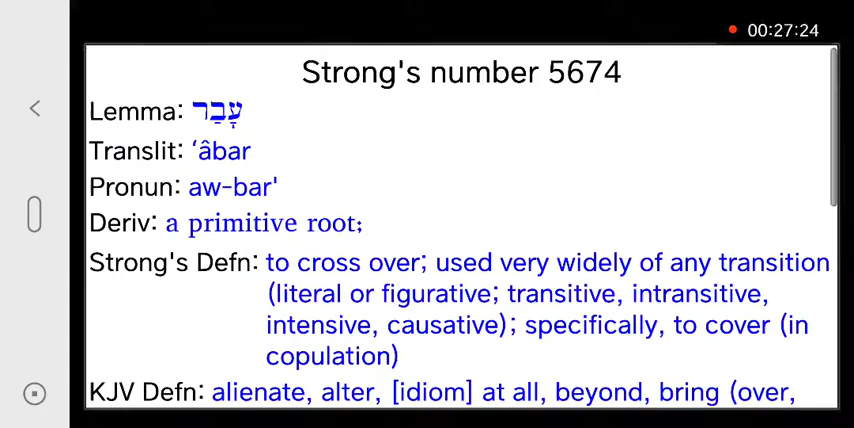 00:27:24
Strong's number 5674
Lemma: עָבַר
Translit: ʻâbar
Pronun: aw-bar'
Deriv: a primitive root;
Strong's Defn: to cross over; used very widely of any transition
(literal or figurative; transitive, intransitive,
intensive, causative); specifically, to cover (in
copulation)
KJV Defn: alienate, alter, [idiom] at all, beyond, bring (over,